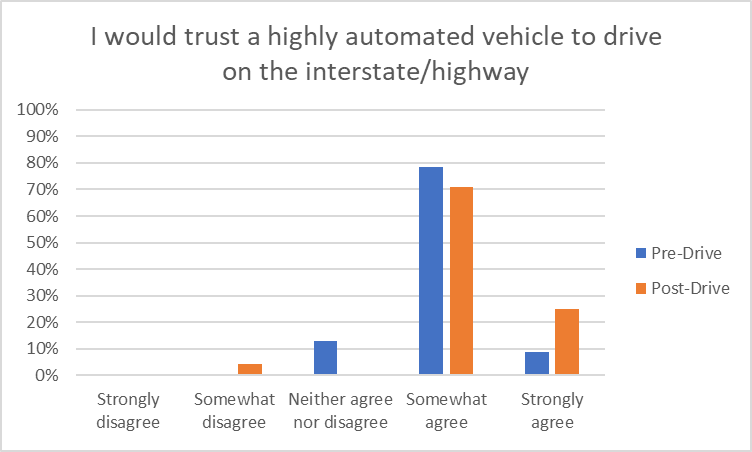 I would trust a highly automated vehicle to drive
on the interstate/highway
100%
90%
80%
70%
60%
50%
40%
30%
20%
10%
0%
Strongly
disagree
Somewhat
disagree
Neither agree
nor disagree
Somewhat
agree
Strongly
agree
Pre-Drive
Post-Drive